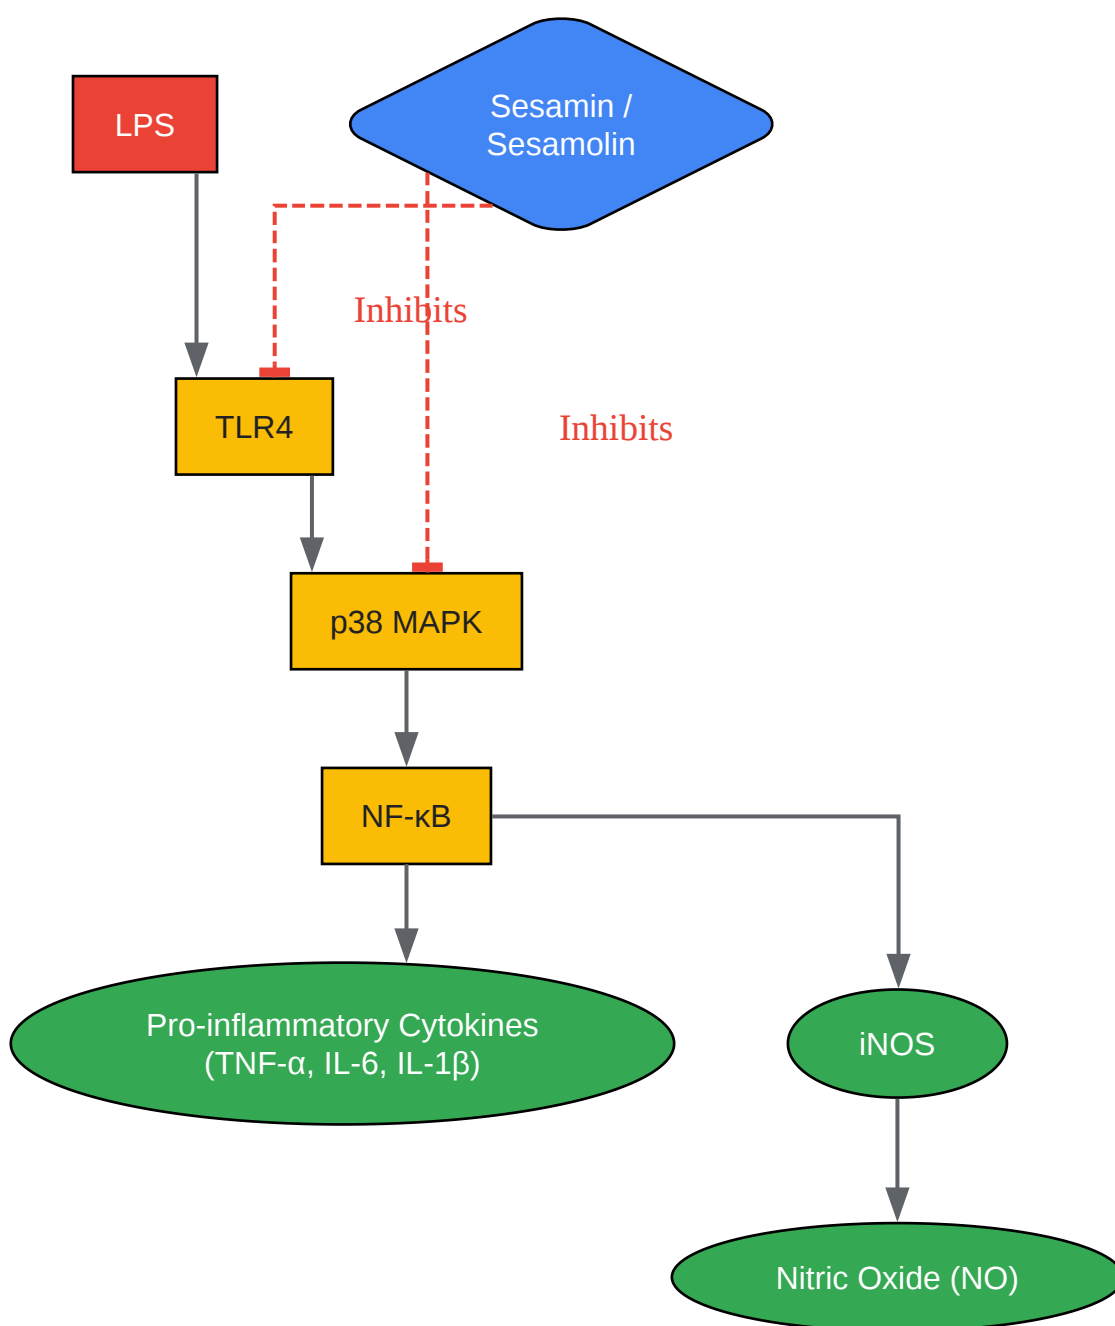 LPS
Sesamin /
Sesamolin
Inhibits
TLR4
Inhibits
p38 MAPK
NF-κB
Pro-inflammatory Cytokines
(TNF-α, IL-6, IL-1β)
iNOS
Nitric Oxide (NO)